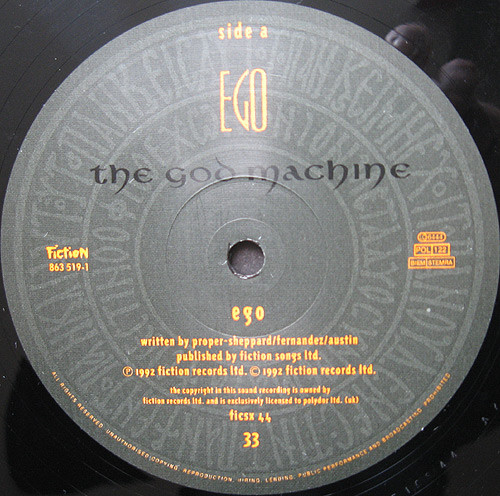 side a
EGO
the god machine
Fiction
863 519-1
POL 122
BIEM STEMRA
ego
written by proper-sheppard/fernandez/austin
published by fiction songs ltd.
℗ 1992 fiction records ltd. © 1992 fiction records ltd.
the copyright in this sound recording is owned by
fiction records ltd. and is exclusively licensed to polydor ltd. (uk)
ficsx 44
33
ALL RIGHTS RESERVED. UNAUTHORISED COPYING, REPRODUCTION, HIRING, LENDING, PUBLIC PERFORMANCE AND BROADCASTING PROHIBITED